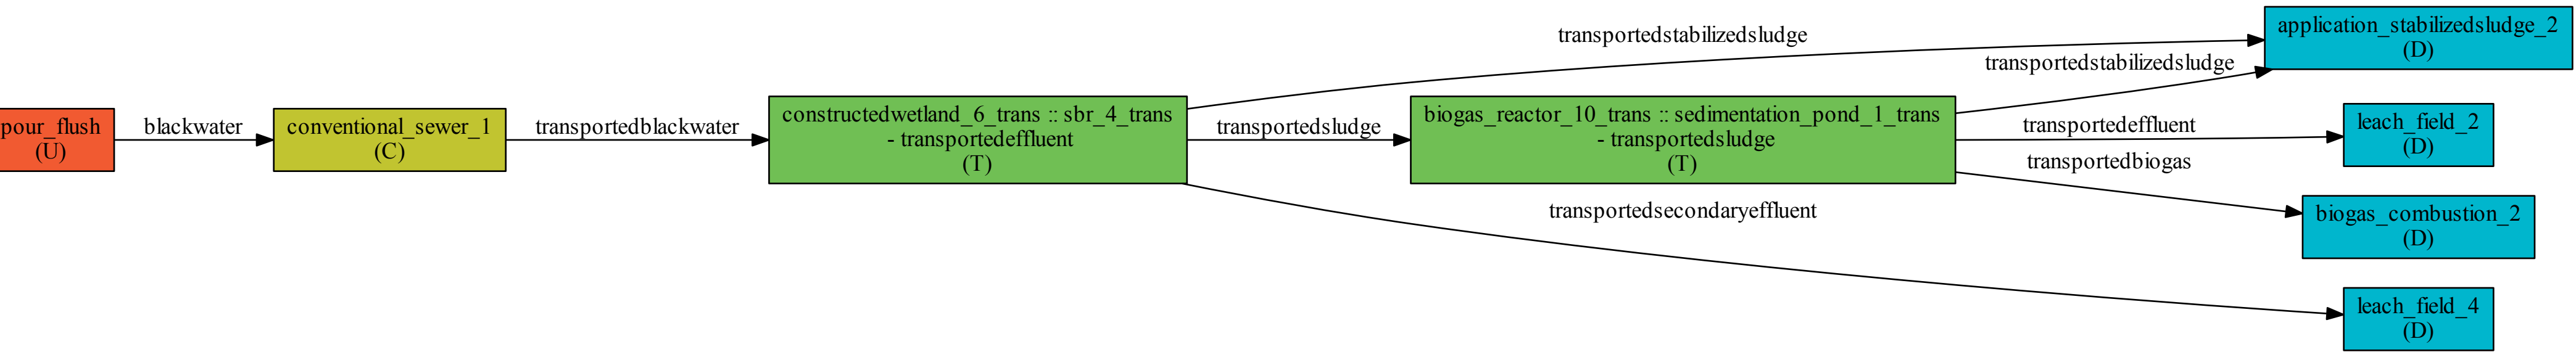 pour_flush
(U)
blackwater
conventional_sewer_1
(C)
transportedblackwater
constructedwetland_6_trans :: sbr_4_trans
- transportedeffluent
(T)
transportedstabilizedsludge
transportedsludge
transportedsecondaryeffluent
biogas_reactor_10_trans :: sedimentation_pond_1_trans
- transportedsludge
(T)
transportedstabilizedsludge
transportedeffluent
transportedbiogas
application_stabilizedsludge_2
(D)
leach_field_2
(D)
biogas_combustion_2
(D)
leach_field_4
(D)